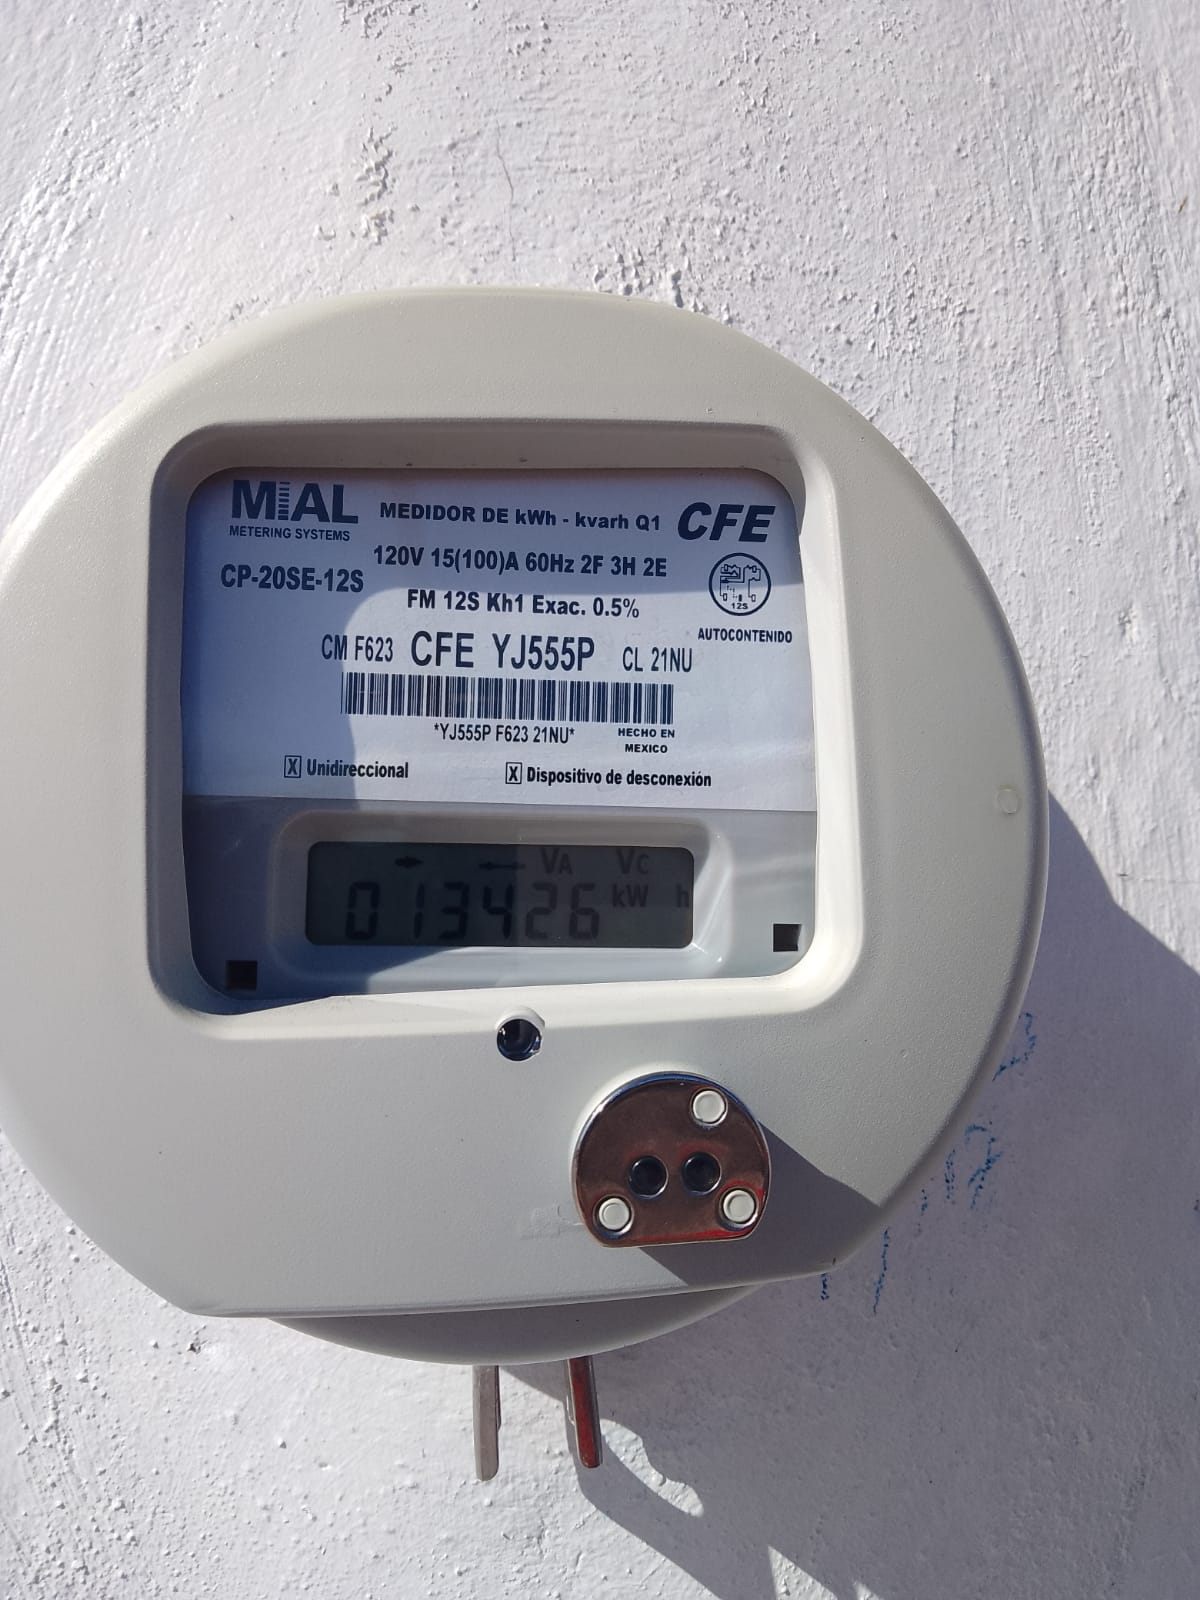 MIAL
METERING SYSTEMS
MEDIDOR DE kWh - kvarh Q1
CFE
120V 15(100)A 60Hz 2F 3H 2E
CP-20SE-12S
FM 12S Kh1 Exac. 0.5%
12S
AUTOCONTENIDO
CM F623 CFE YJ555P CL 21NU
*YJ555P F623 21NU*
HECHO EN
MEXICO
X Unidireccional
X Dispositivo de desconexión
VA VC
013426 kW h